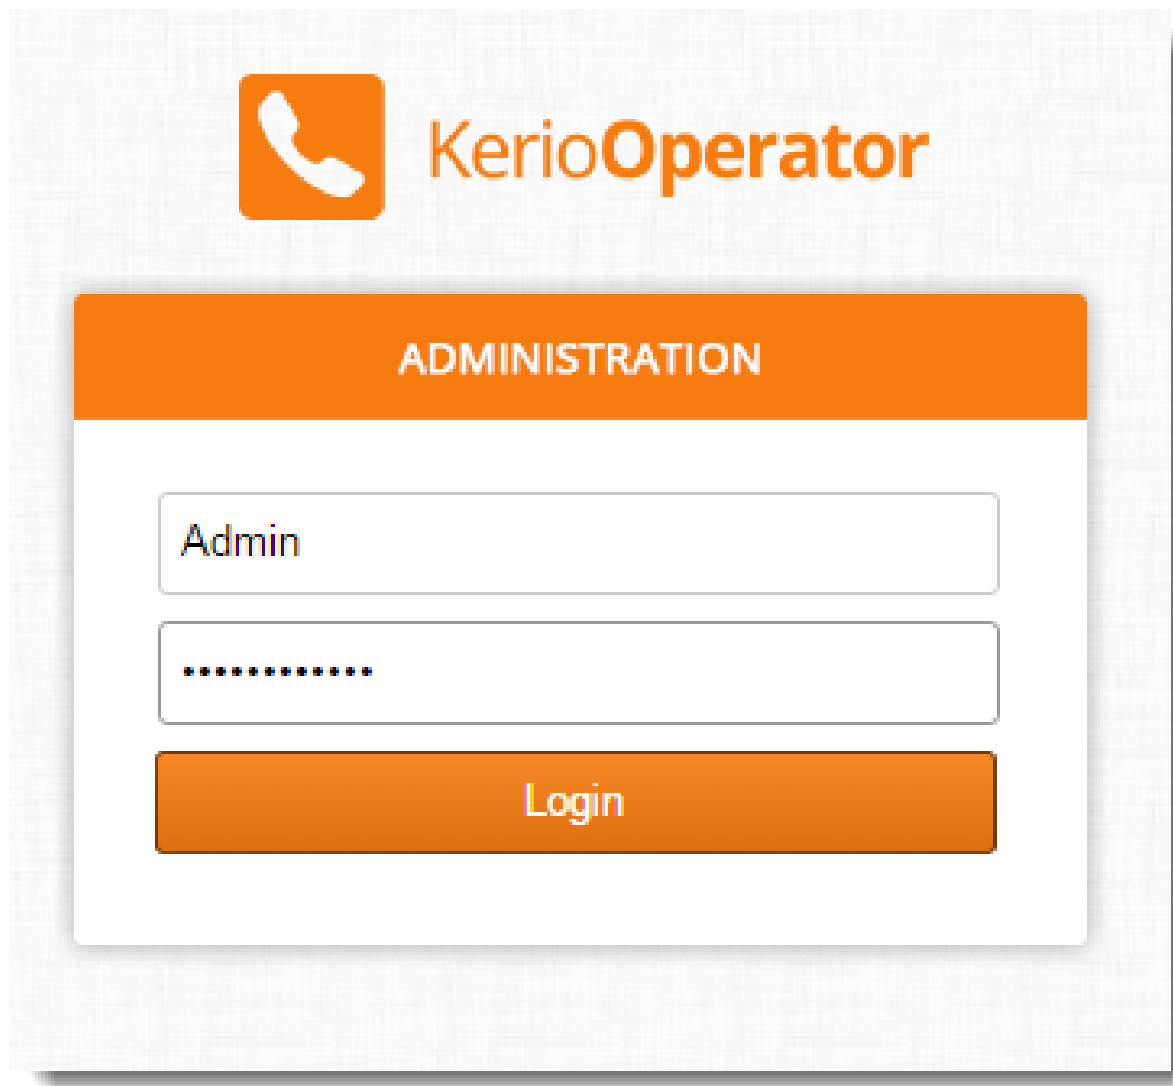 KerioOperator
ADMINISTRATION
Admin
••••••••••••
Login